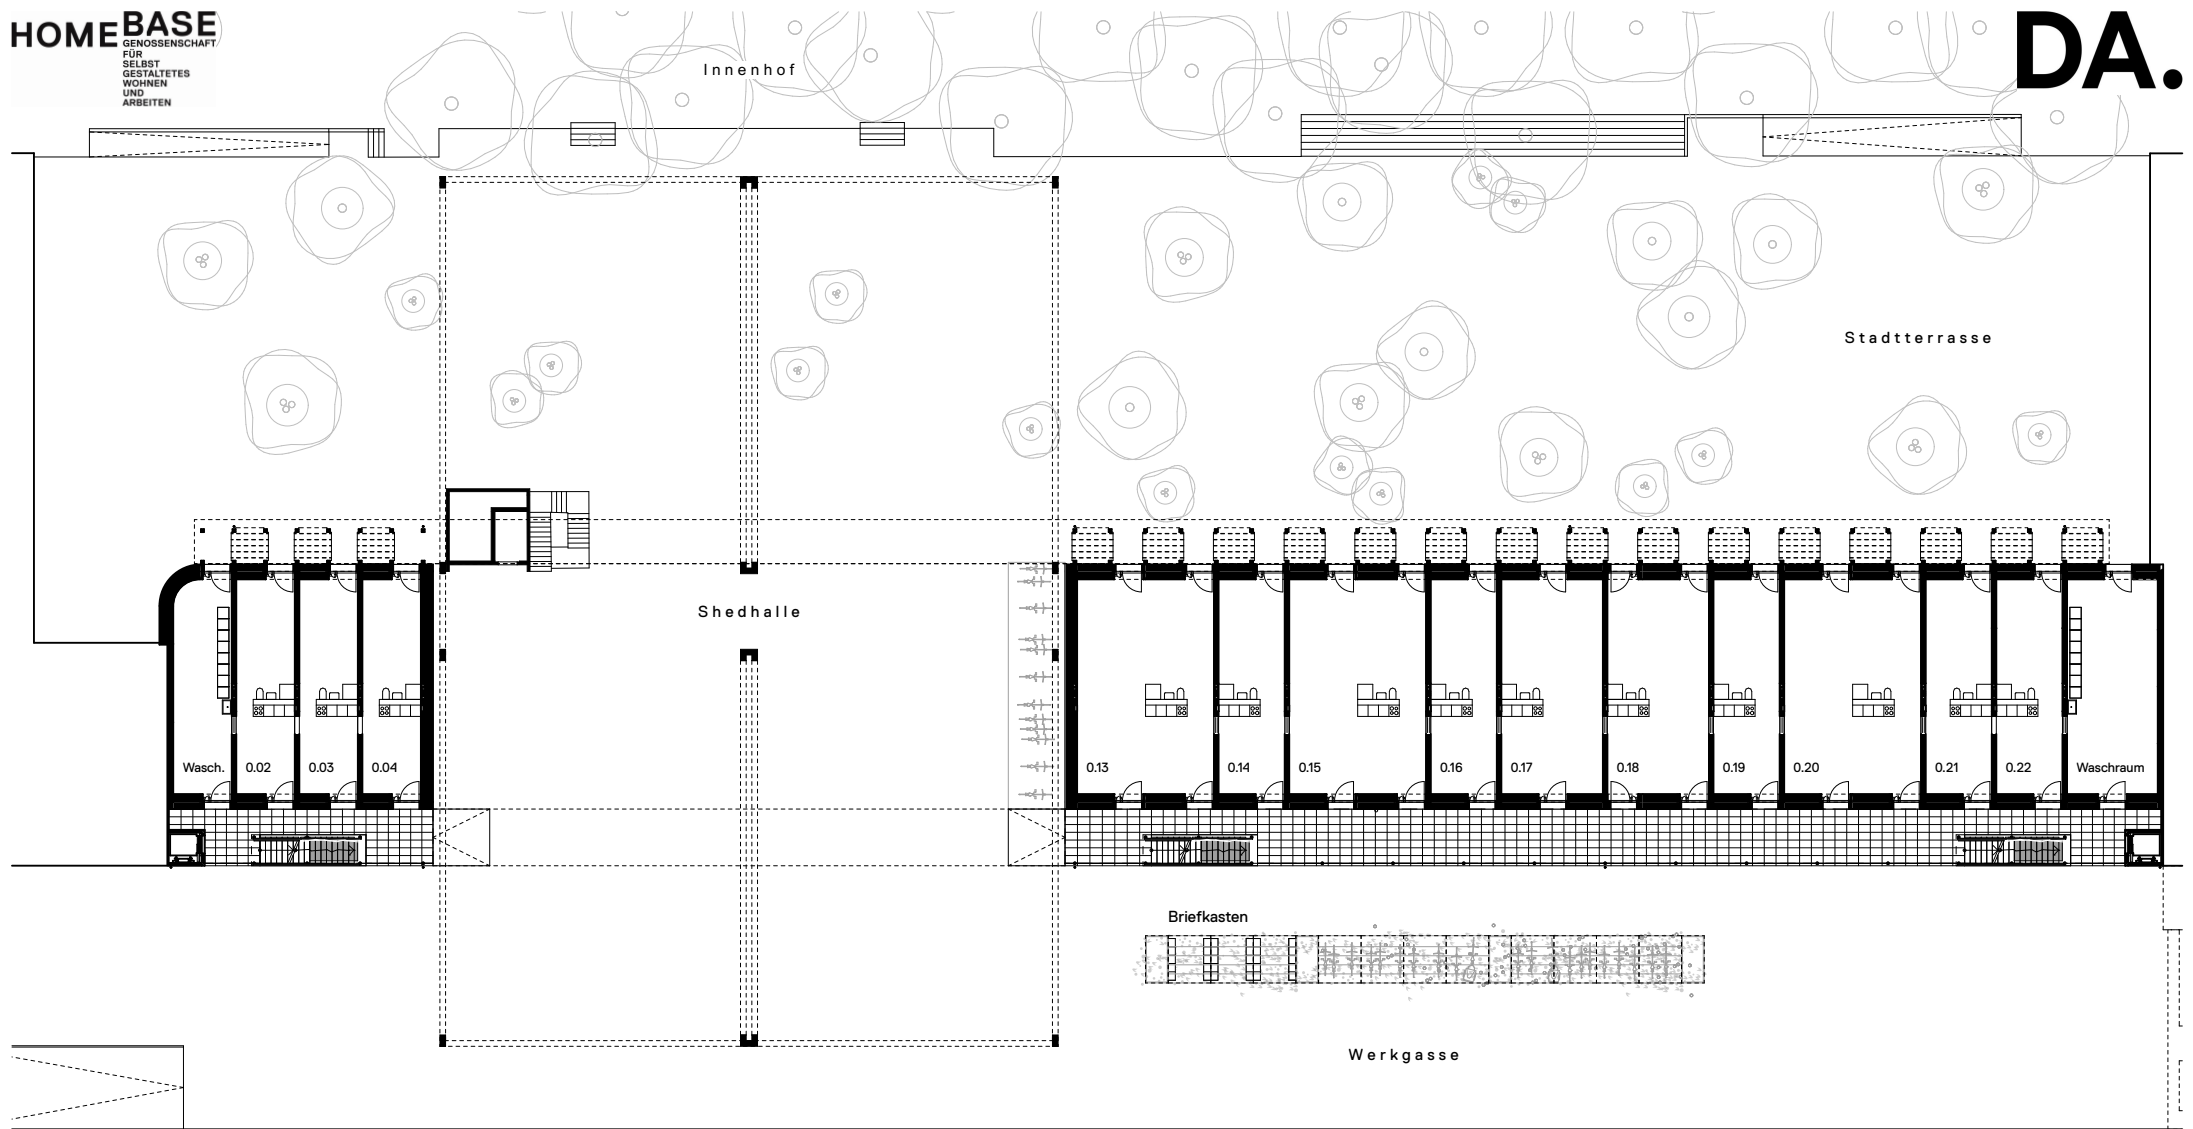 HOMEBASE
GENOSSENSCHAFT
FÜR
SELBST
GESTALTETES
WOHNEN
UND
ARBEITEN
DA.
Innenhof
Stadtterrasse
Shedhalle
Wasch. 0.02 0.03 0.04 0.13 0.14 0.15 0.16 0.17 0.18 0.19 0.20 0.21 0.22 Waschraum
Briefkasten
Werkgasse